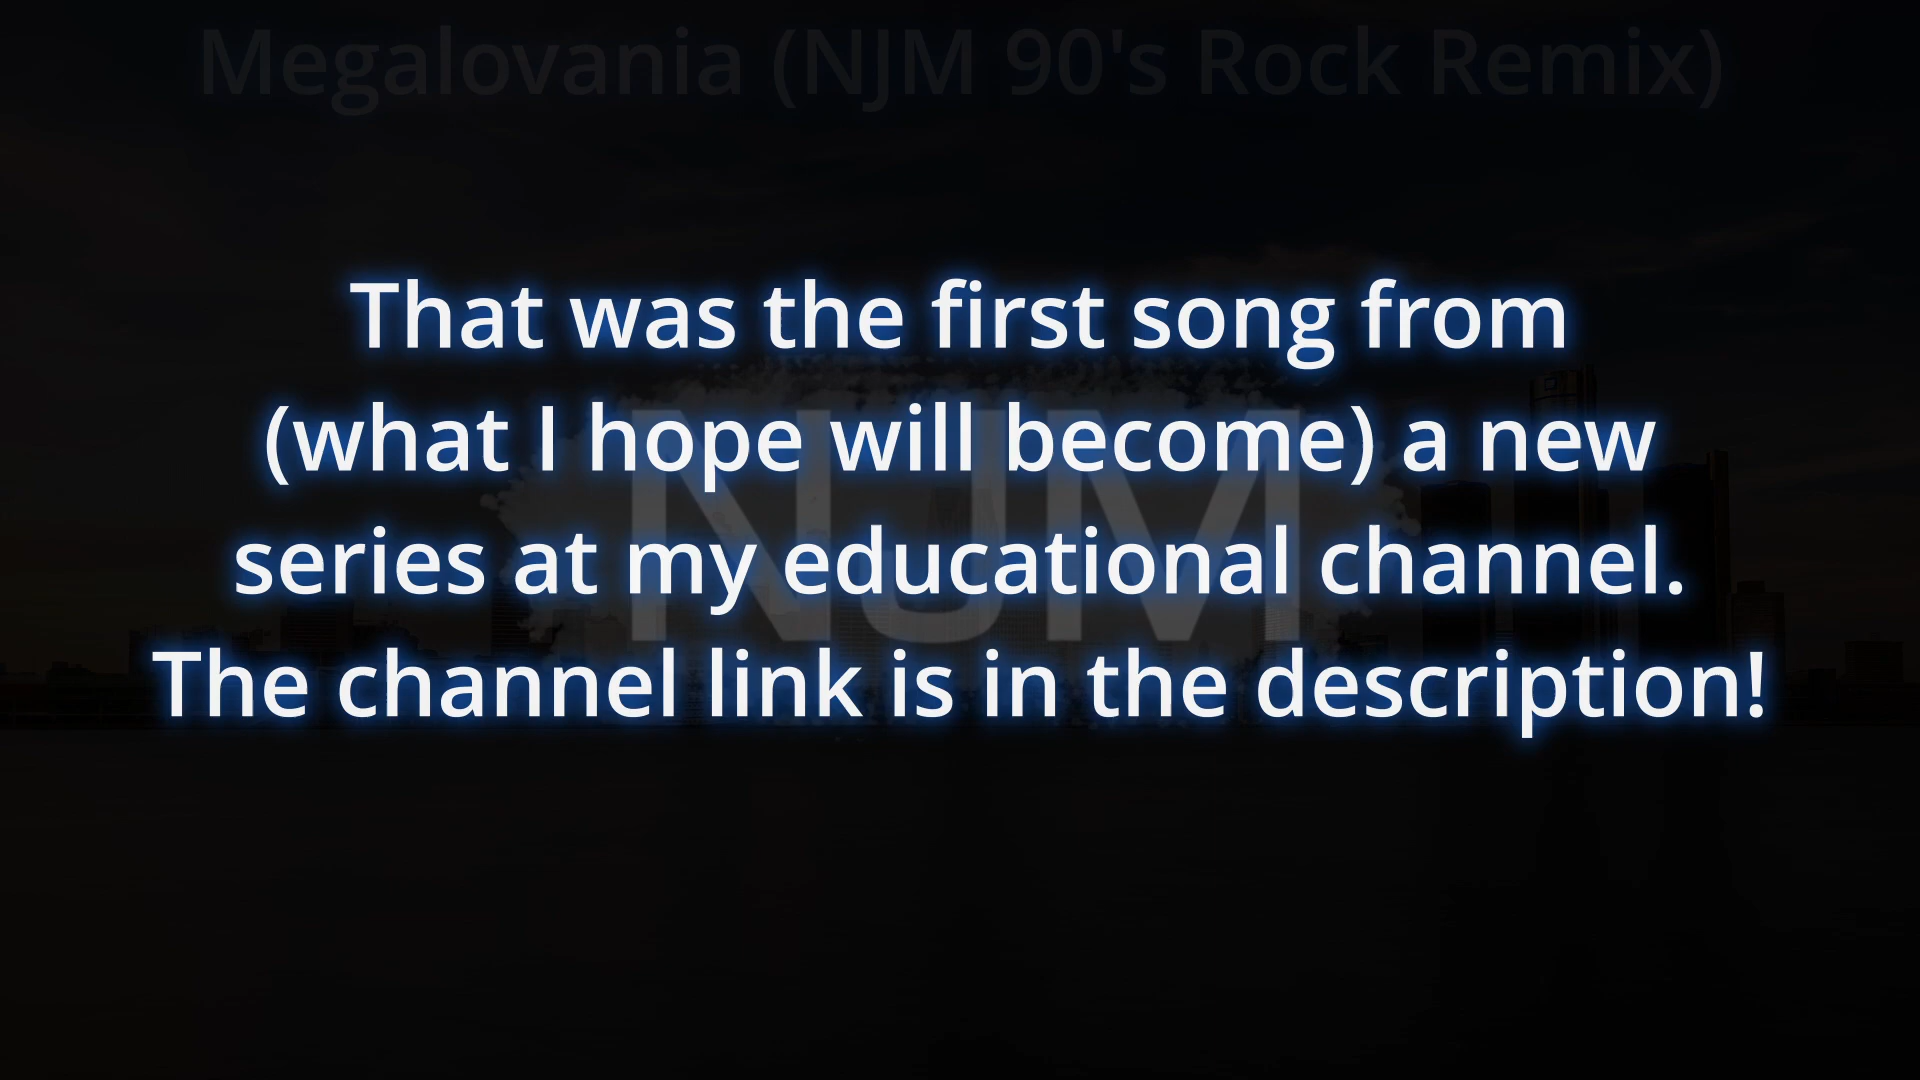 Megalovania (NJM 90's Rock Remix)
That was the first song from
(what I hope will become) a new
NJM
series at my educational channel.
The channel link is in the description!